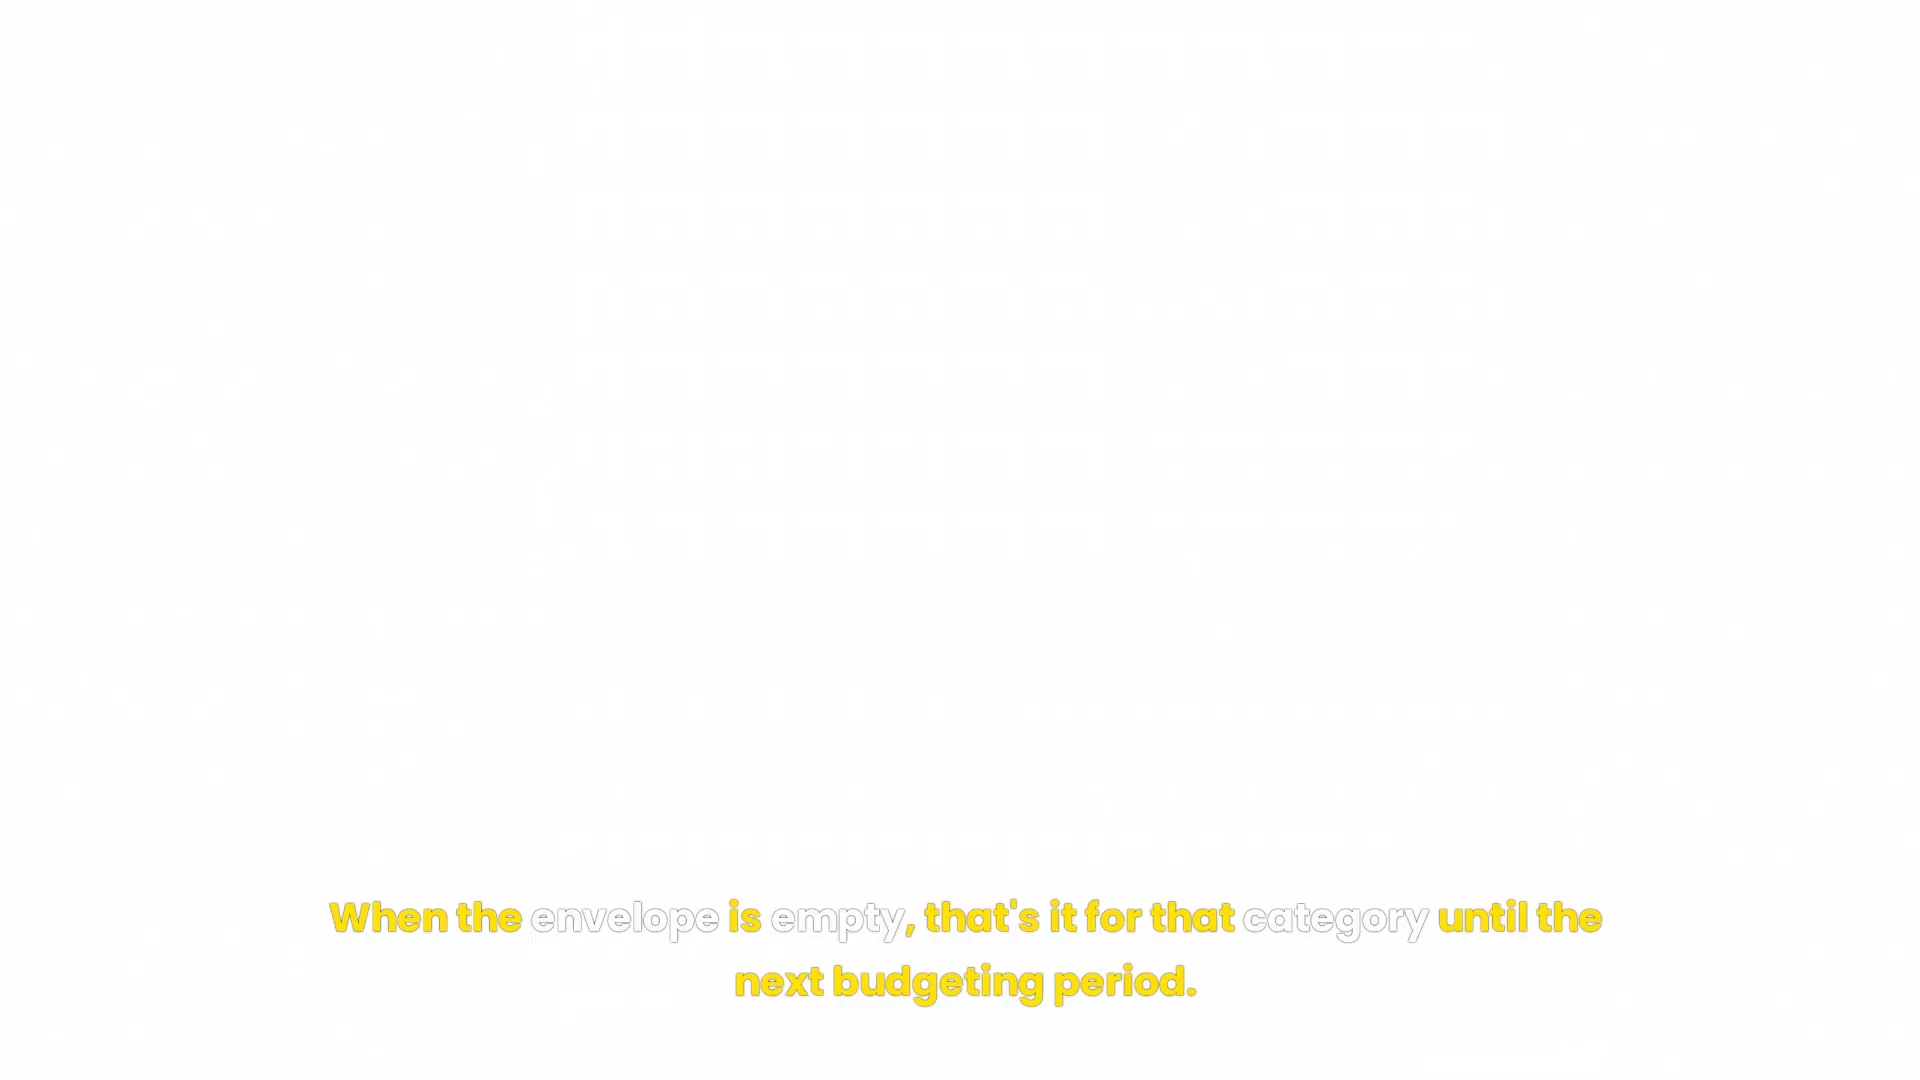 When the envelope is empty, that's it for that category until the
next budgeting period.